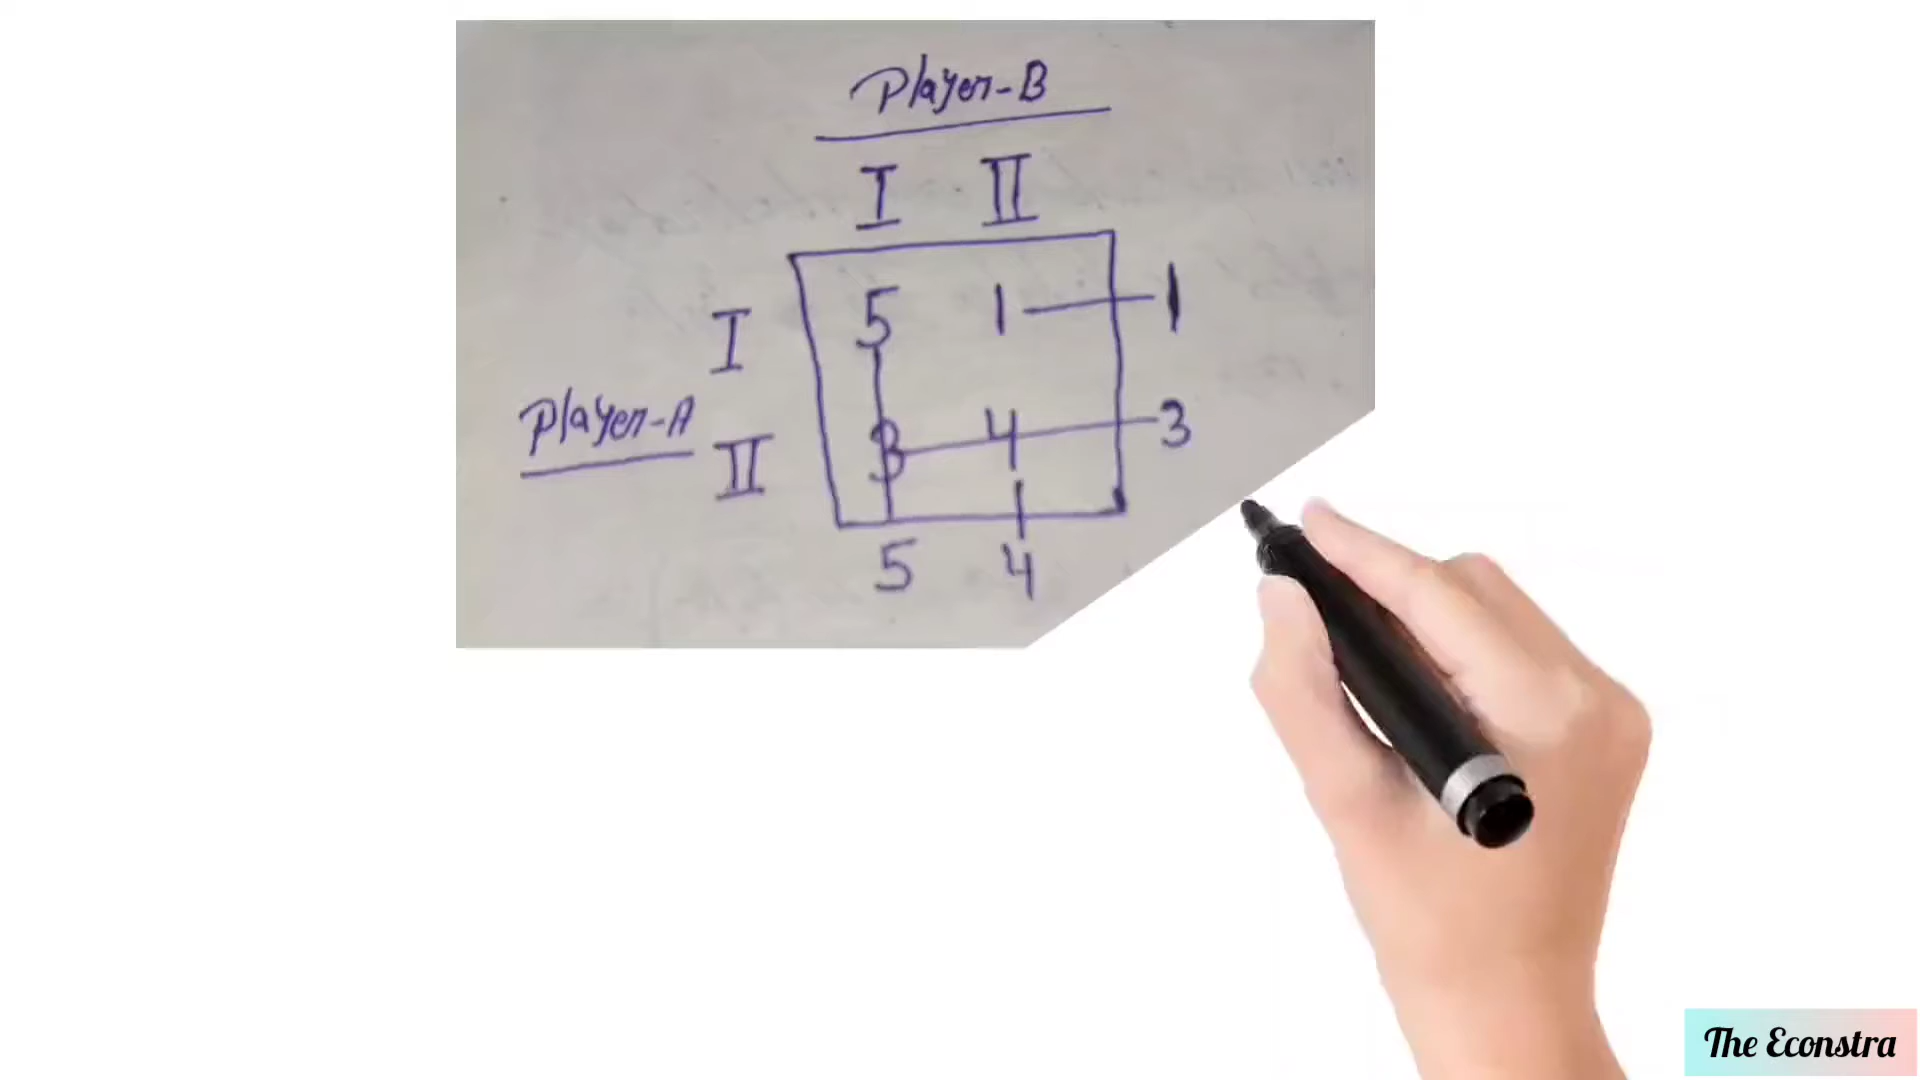 Player-B
I II
I 5 1 1
Player-A
II 3 4 3
5 4
The Econstra